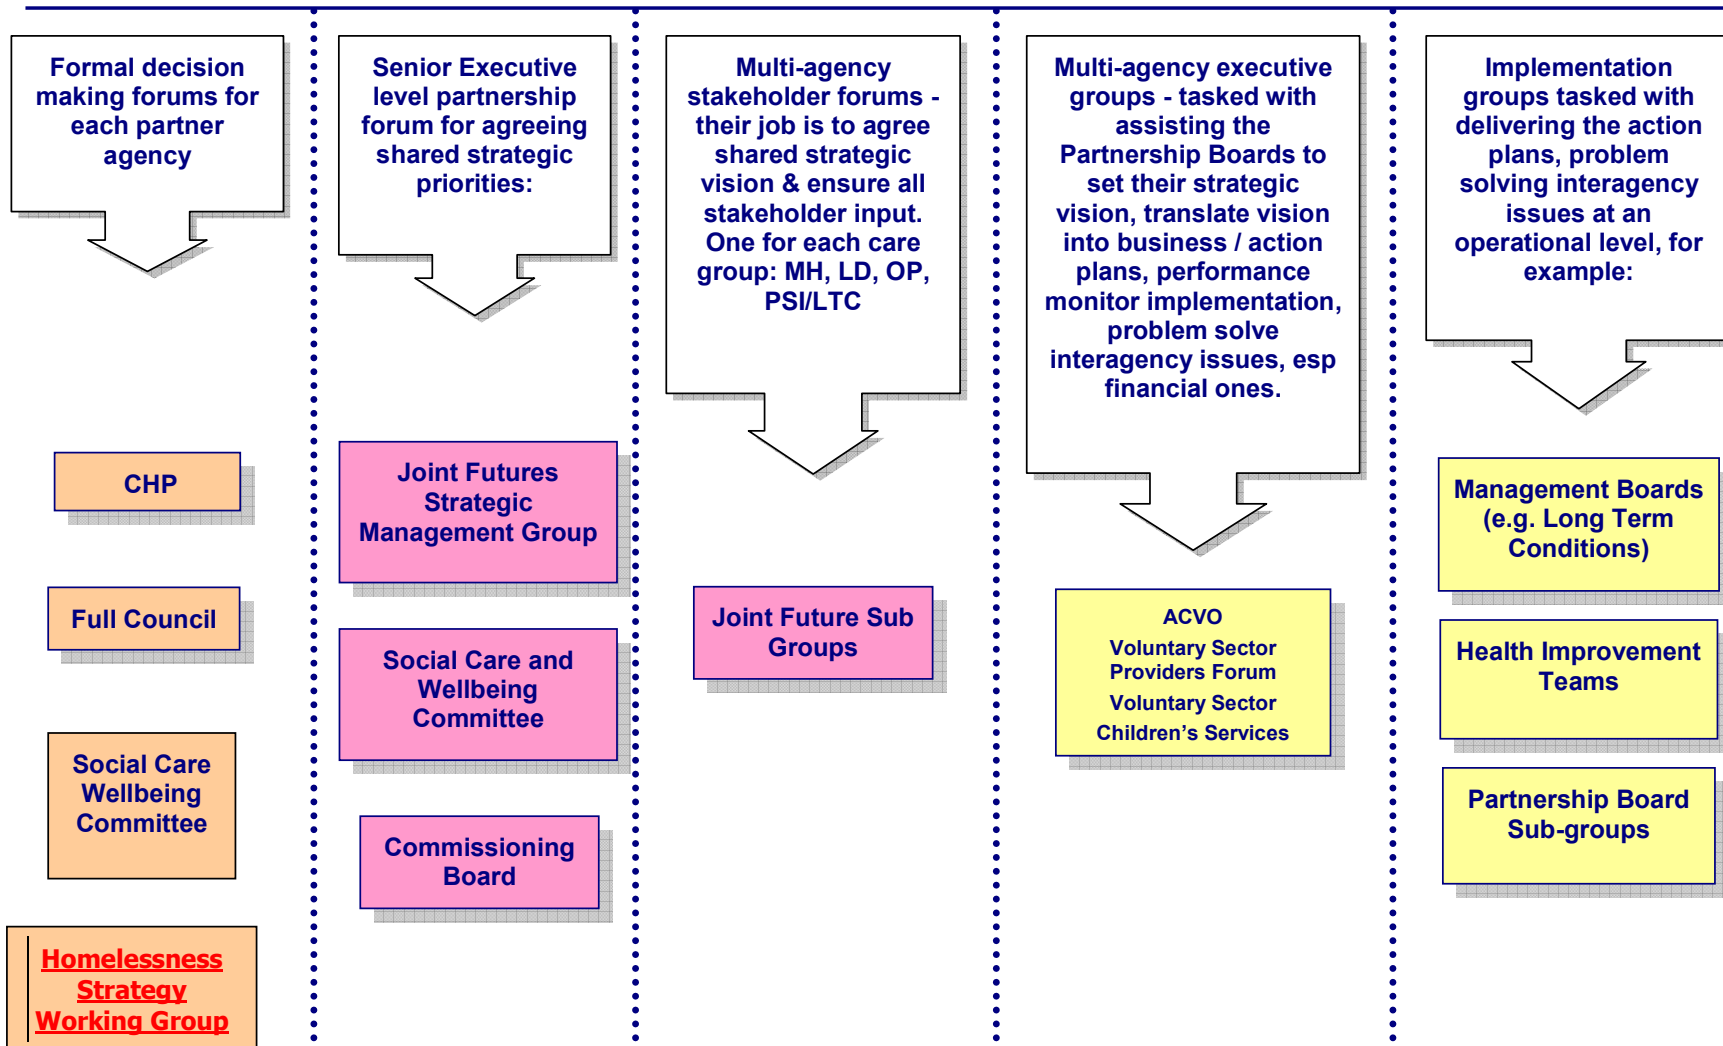 Formal decision
making forums for
each partner
agency
Senior Executive
level partnership
forum for agreeing
shared strategic
priorities:
Multi-agency
stakeholder forums -
their job is to agree
shared strategic
vision & ensure all
stakeholder input.
One for each care
group: MH, LD, OP,
PSI/LTC
Multi-agency executive
groups - tasked with
assisting the
Partnership Boards to
set their strategic
vision, translate vision
into business / action
plans, performance
monitor implementation,
problem solve
interagency issues, esp
financial ones.
Implementation
groups tasked with
delivering the action
plans, problem
solving interagency
issues at an
operational level, for
example:
CHP
Full Council
Social Care
Wellbeing
Committee
Homelessness
Strategy
Working Group
Joint Futures
Strategic
Management Group
Social Care and
Wellbeing
Committee
Commissioning
Board
Joint Future Sub
Groups
ACVO
Voluntary Sector
Providers Forum
Voluntary Sector
Children’s Services
Management Boards
(e.g. Long Term
Conditions)
Health Improvement
Teams
Partnership Board
Sub-groups